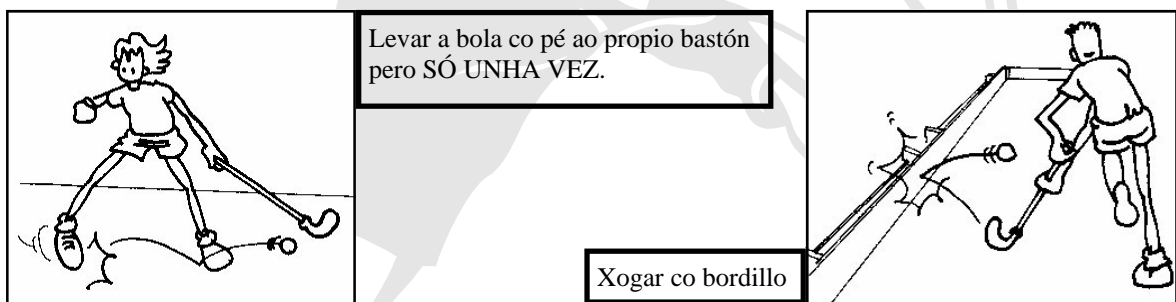 Levar a bola co pé ao propio bastón
pero SÓ UNHA VEZ.
Xogar co bordillo